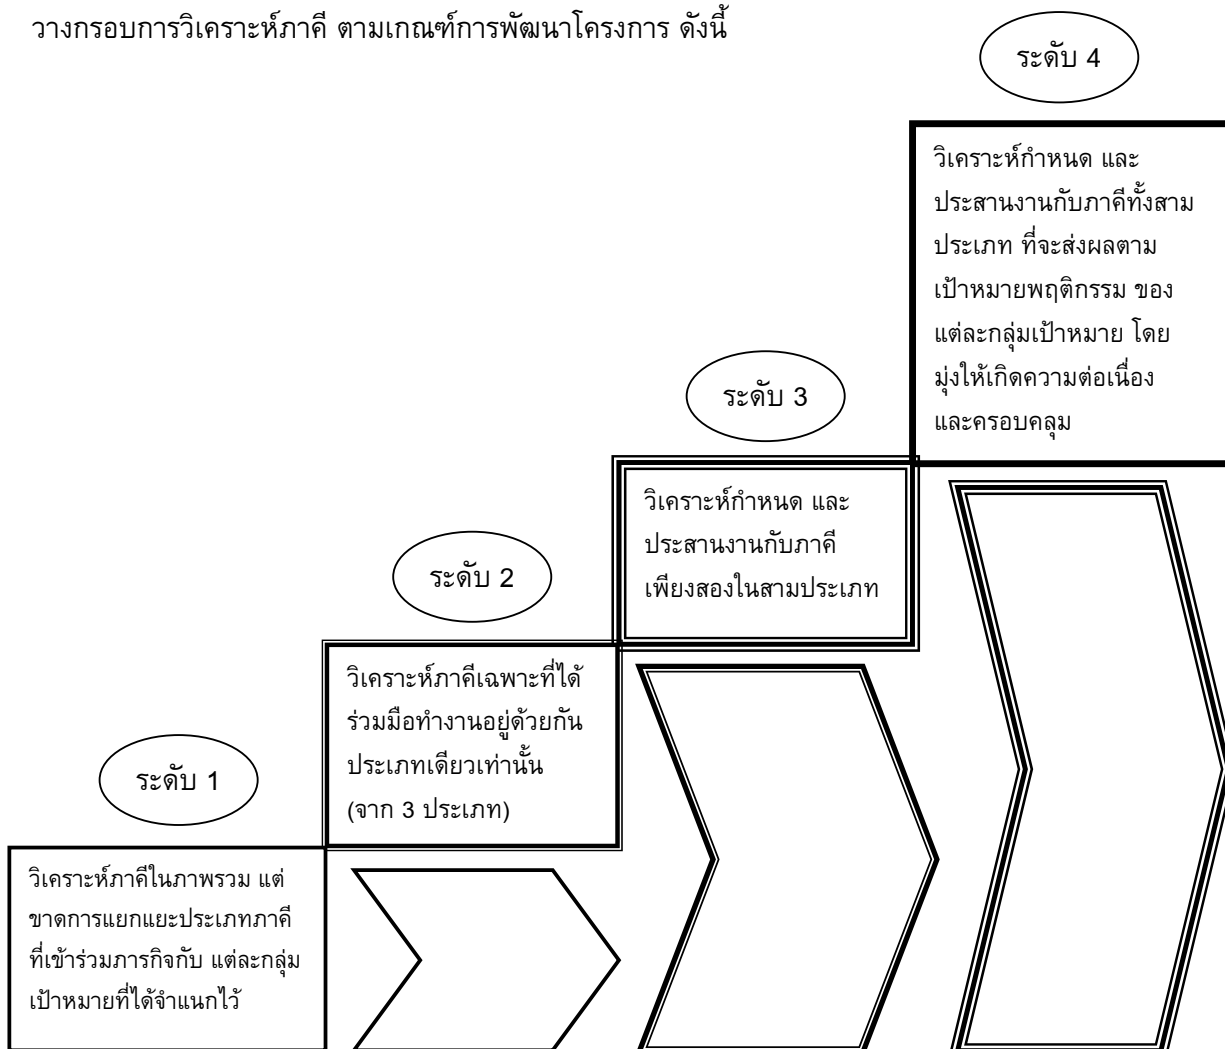 วางกรอบการวิเคราะห์ภาคี ตามเกณฑ์การพัฒนาโครงการ ดังนี้
ระดับ 4
วิเคราะห์กำหนด และ
ประสานงานกับภาคีทั้งสาม
ประเภท ที่จะส่งผลตาม
เป้าหมายพฤติกรรม ของ
แต่ละกลุ่มเป้าหมาย โดย
มุ่งให้เกิดความต่อเนื่อง
และครอบคลุม
ระดับ 3
วิเคราะห์กำหนด และ
ประสานงานกับภาคี
เพียงสองในสามประเภท
ระดับ 2
วิเคราะห์ภาคีเฉพาะที่ได้
ร่วมมือทำงานอยู่ด้วยกัน
ประเภทเดียวเท่านั้น
(จาก 3 ประเภท)
ระดับ 1
วิเคราะห์ภาคีในภาพรวม แต่
ขาดการแยกแยะประเภทภาคี
ที่เข้าร่วมภารกิจกับ แต่ละกลุ่ม
เป้าหมายที่ได้จำแนกไว้